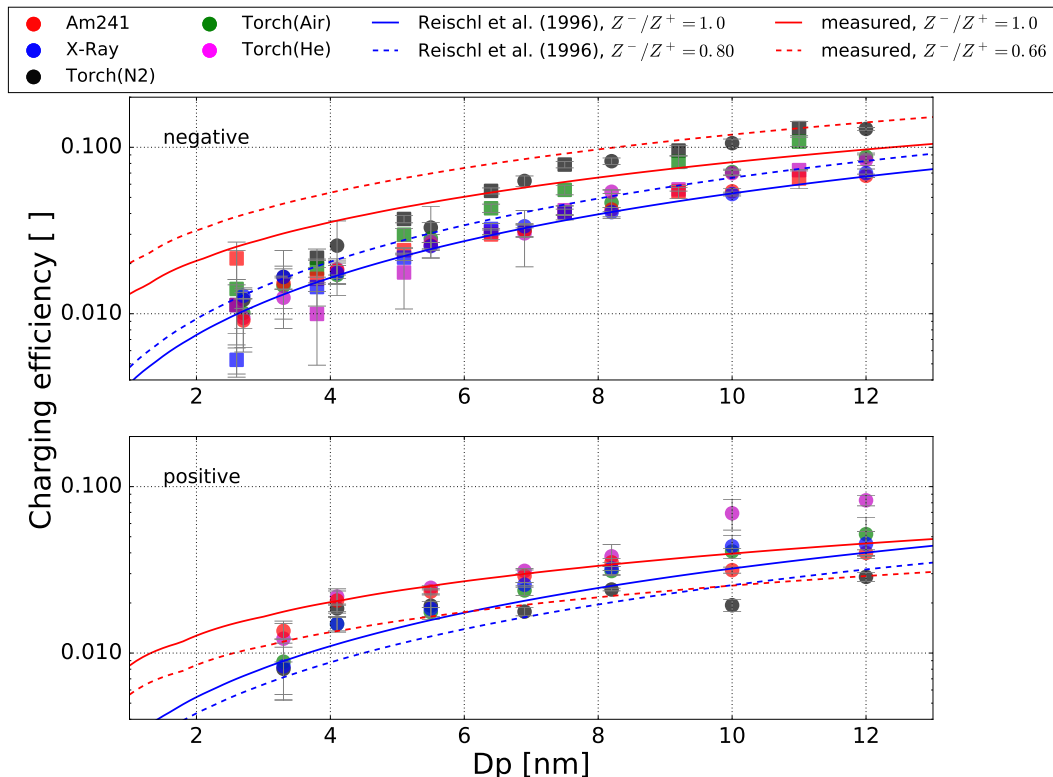 Am241
X-Ray
Torch(N2)
Torch(Air)
Torch(He)
Reischl et al. (1996), Z⁻/Z⁺ = 1.0
Reischl et al. (1996), Z⁻/Z⁺ = 0.80
measured, Z⁻/Z⁺ = 1.0
measured, Z⁻/Z⁺ = 0.66
Charging efficiency [ ]
negative
0.100
0.010
2 4 6 8 10 12
positive
0.100
0.010
2 4 6 8 10 12
Dp [nm]